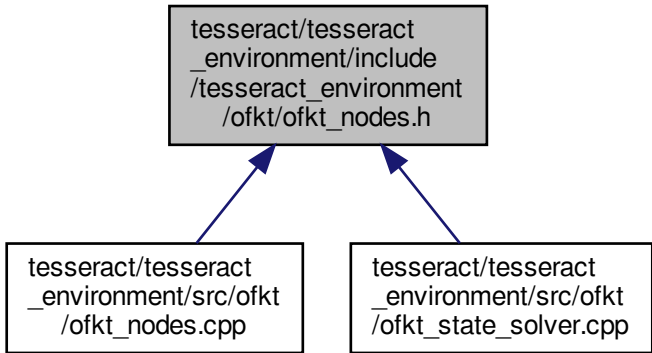 tesseract/tesseract
_environment/include
/tesseract_environment
/ofkt/ofkt_nodes.h
tesseract/tesseract
_environment/src/ofkt
/ofkt_nodes.cpp
tesseract/tesseract
_environment/src/ofkt
/ofkt_state_solver.cpp